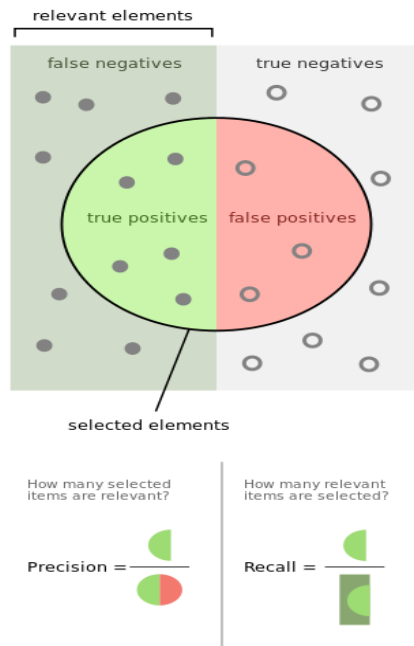 relevant elements
false negatives
true negatives
true positives
false positives
selected elements
How many selected
items are relevant?
How many relevant
items are selected?
Precision =
Recall =